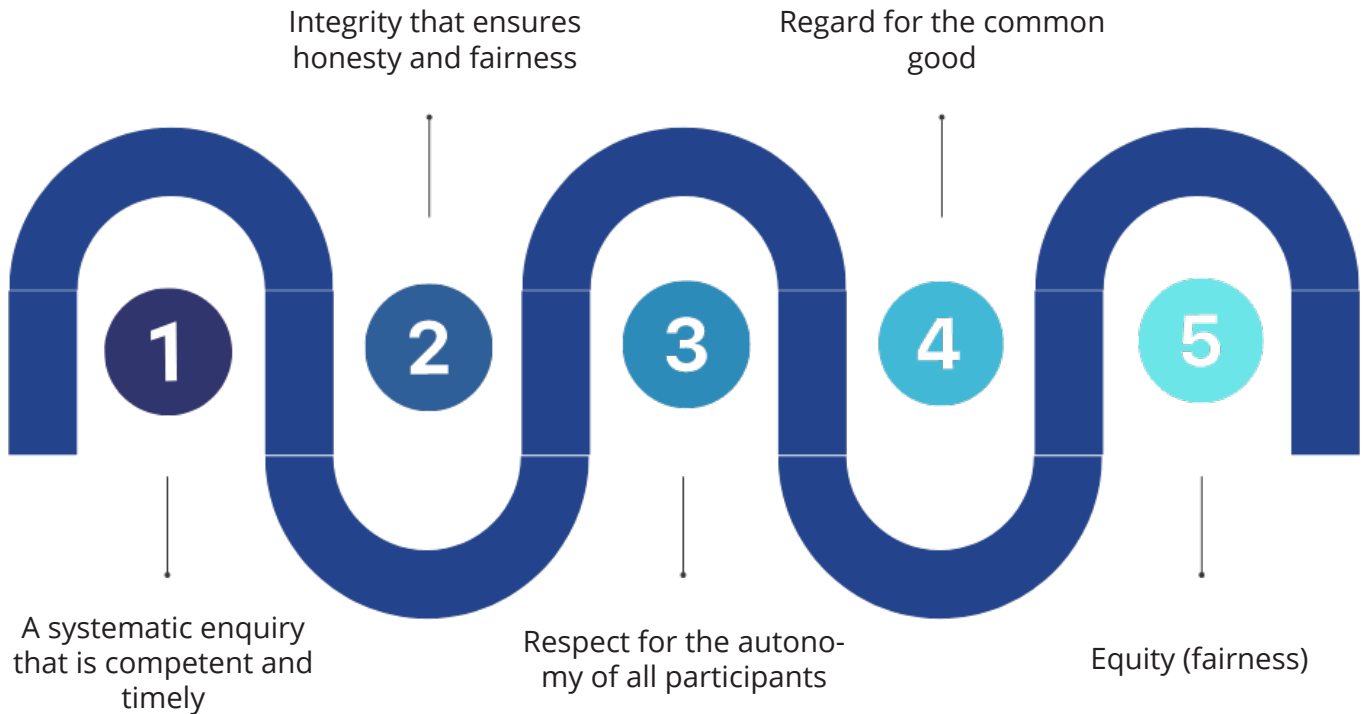 Integrity that ensures
honesty and fairness
Regard for the common
good
1
2
3
4
5
A systematic enquiry
that is competent and
timely
Respect for the autono-
my of all participants
Equity (fairness)